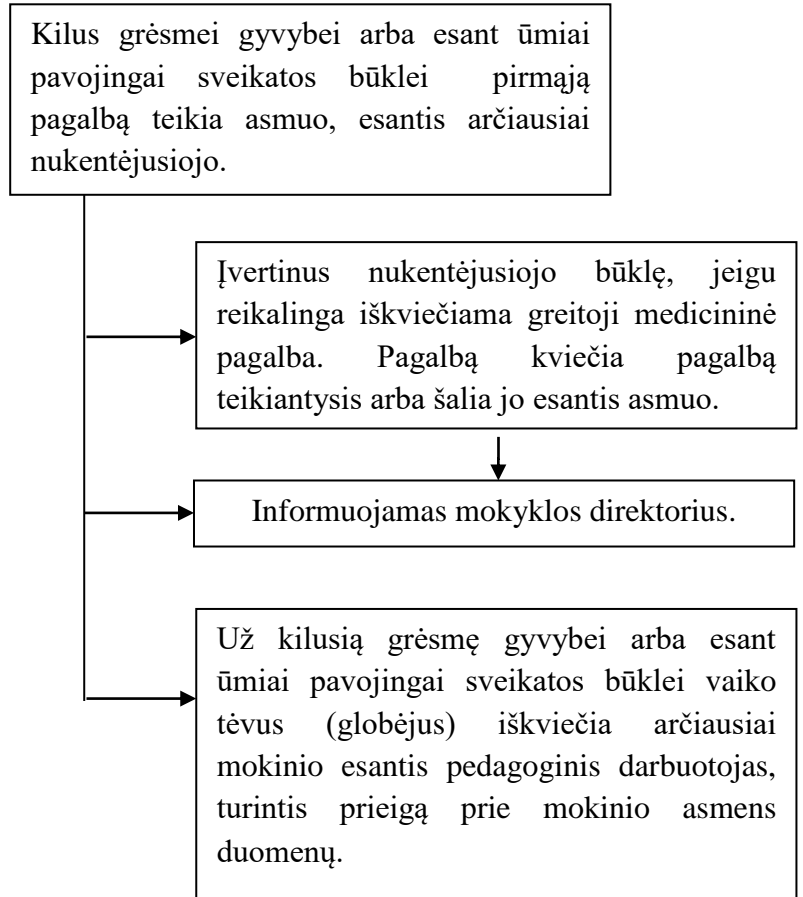 Kilus grėsmei gyvybei arba esant ūmiai
pavojingai sveikatos būklei pirmąją
pagalbą teikia asmuo, esantis arčiausiai
nukentėjusiojo.
Įvertinus nukentėjusiojo būklę, jeigu
reikalinga iškviečiama greitoji medicininė
pagalba. Pagalbą kviečia pagalbą
teikiantysis arba šalia jo esantis asmuo.
Informuojamas mokyklos direktorius.
Už kilusią grėsmę gyvybei arba esant
ūmiai pavojingai sveikatos būklei vaiko
tėvus (globėjus) iškviečia arčiausiai
mokinio esantis pedagoginis darbuotojas,
turintis prieigą prie mokinio asmens
duomenų.